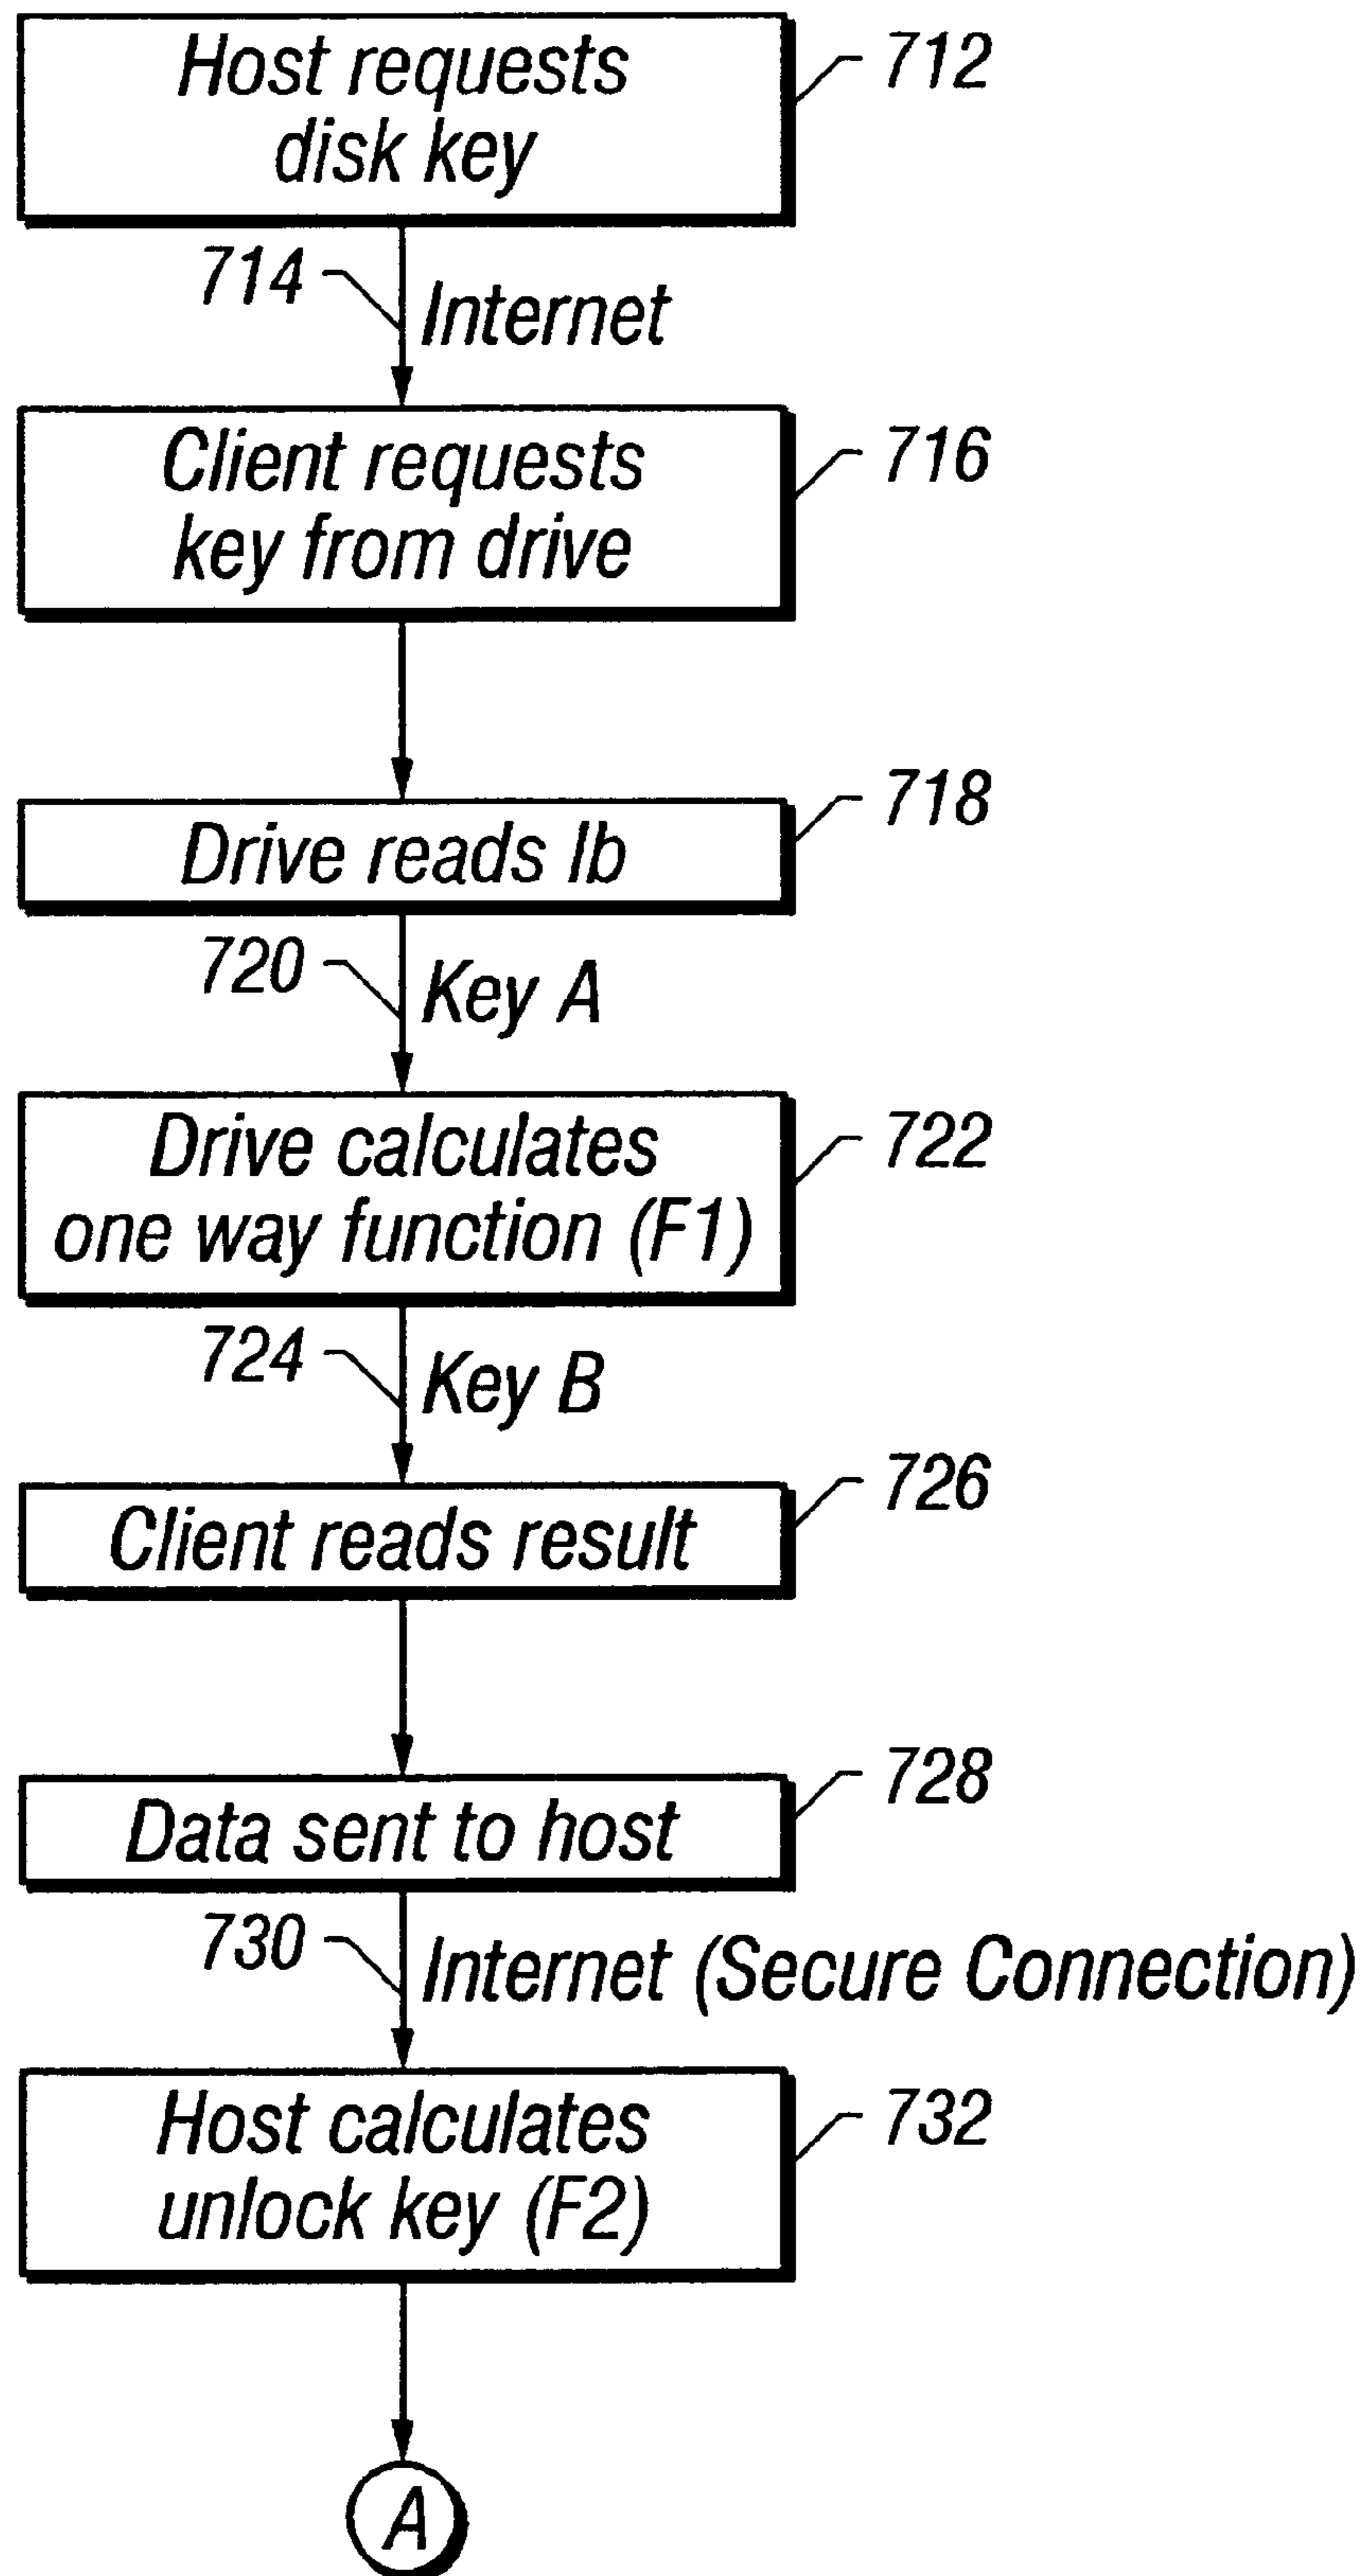 Host requests
disk key
712
714
Internet
Client requests
key from drive
716
Drive reads Ib
718
720
Key A
Drive calculates
one way function (F1)
722
724
Key B
Client reads result
726
Data sent to host
728
730
Internet (Secure Connection)
Host calculates
unlock key (F2)
732
A